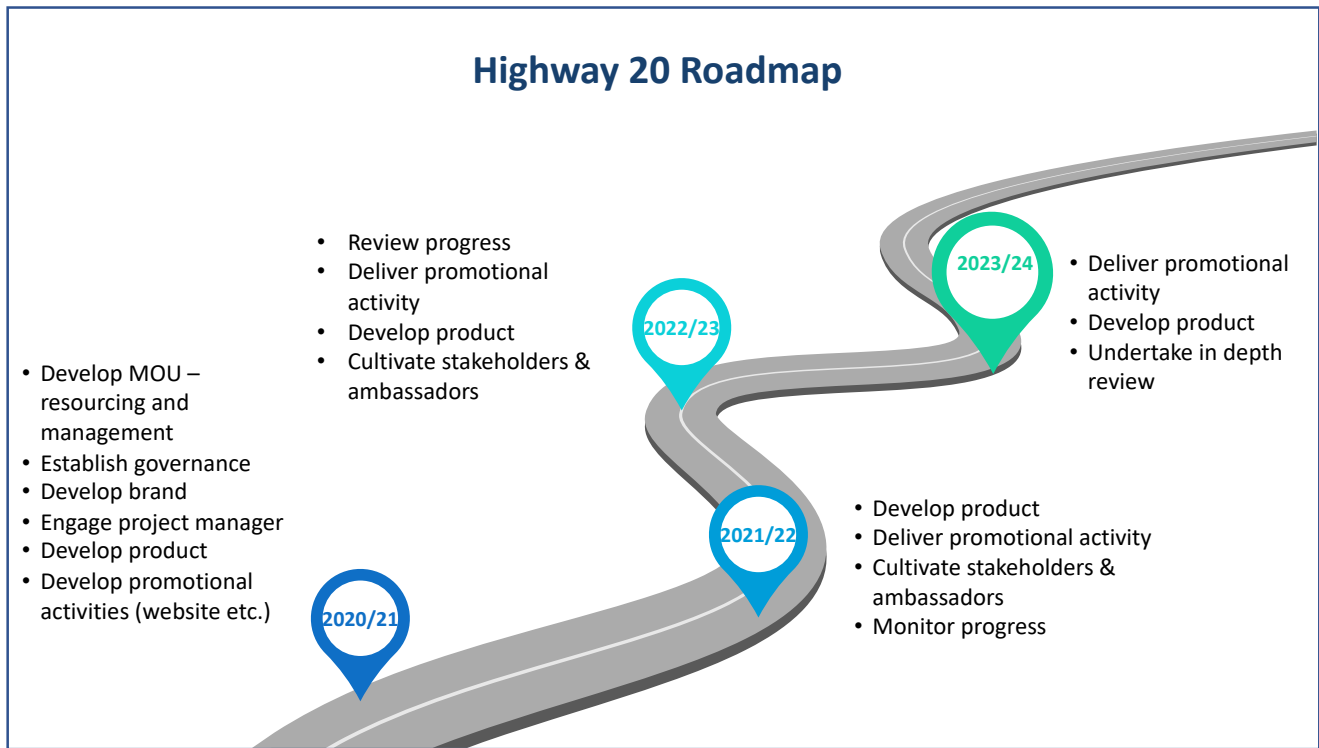 Highway 20 Roadmap
• Develop MOU –
resourcing and
management
• Establish governance
• Develop brand
• Engage project manager
• Develop product
• Develop promotional
activities (website etc.)
2020/21
2021/22
• Develop product
• Deliver promotional activity
• Cultivate stakeholders &
ambassadors
• Monitor progress
• Review progress
• Deliver promotional
activity
• Develop product
• Cultivate stakeholders &
ambassadors
2022/23
2023/24
• Deliver promotional
activity
• Develop product
• Undertake in depth
review